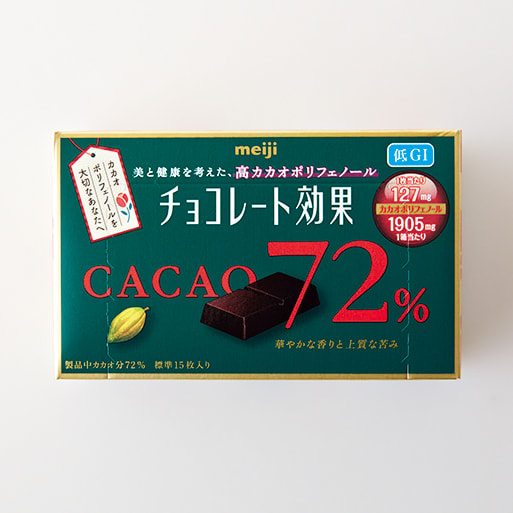 meiji
低GI
美と健康を考えた、高カカオポリフェノール
チョコレート効果
カカオ
ポリフェノールを
大切なあなたへ
1枚当たり
127mg
カカオポリフェノール
1905mg
1箱当たり
CACAO 72%
華やかな香りと上質な苦み
製品中カカオ分72% 標準15枚入り